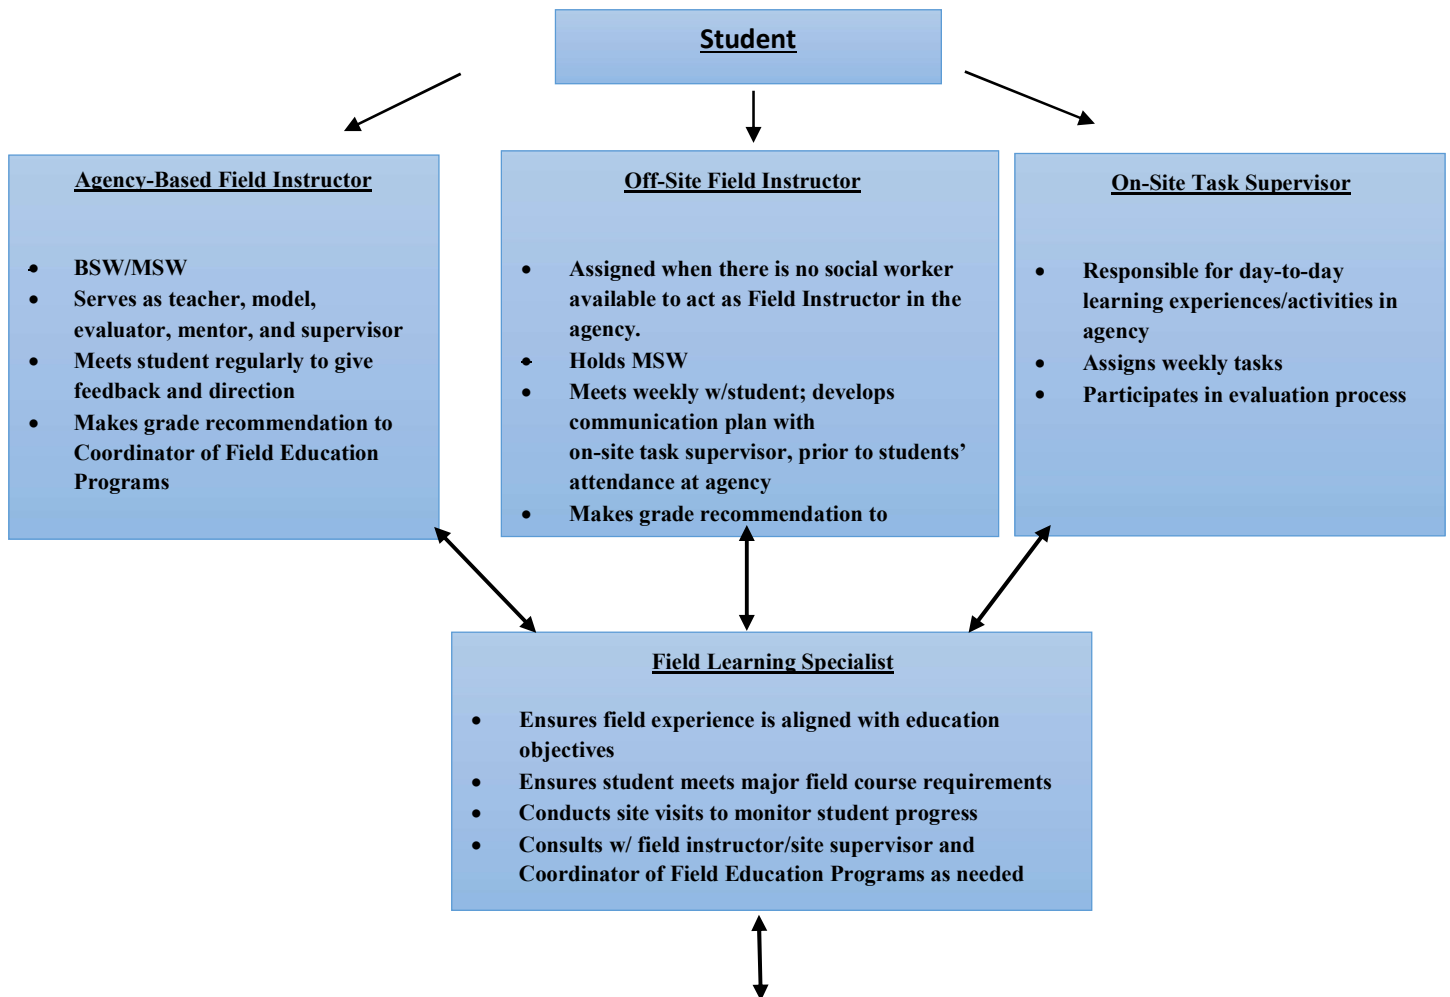 Student
Agency-Based Field Instructor
• BSW/MSW
• Serves as teacher, model,
evaluator, mentor, and supervisor
• Meets student regularly to give
feedback and direction
• Makes grade recommendation to
Coordinator of Field Education
Programs
Off-Site Field Instructor
• Assigned when there is no social worker
available to act as Field Instructor in the
agency.
• Holds MSW
• Meets weekly w/student; develops
communication plan with
on-site task supervisor, prior to students’
attendance at agency
• Makes grade recommendation to
On-Site Task Supervisor
• Responsible for day-to-day
learning experiences/activities in
agency
• Assigns weekly tasks
• Participates in evaluation process
Field Learning Specialist
• Ensures field experience is aligned with education
objectives
• Ensures student meets major field course requirements
• Conducts site visits to monitor student progress
• Consults w/ field instructor/site supervisor and
Coordinator of Field Education Programs as needed